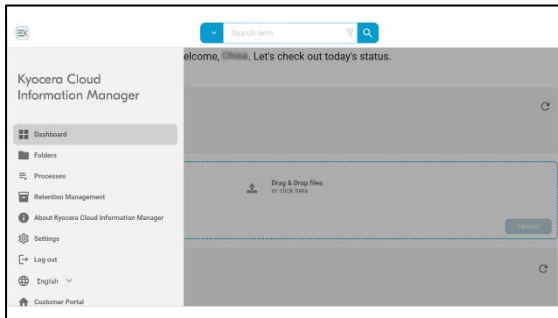 Search term
elcome, . Let's check out today's status.
Kyocera Cloud
Information Manager
Dashboard
Folders
Processes
Retention Management
About Kyocera Cloud Information Manager
Settings
Log out
English
Customer Portal
Drag & Drop files
or click here
Upload